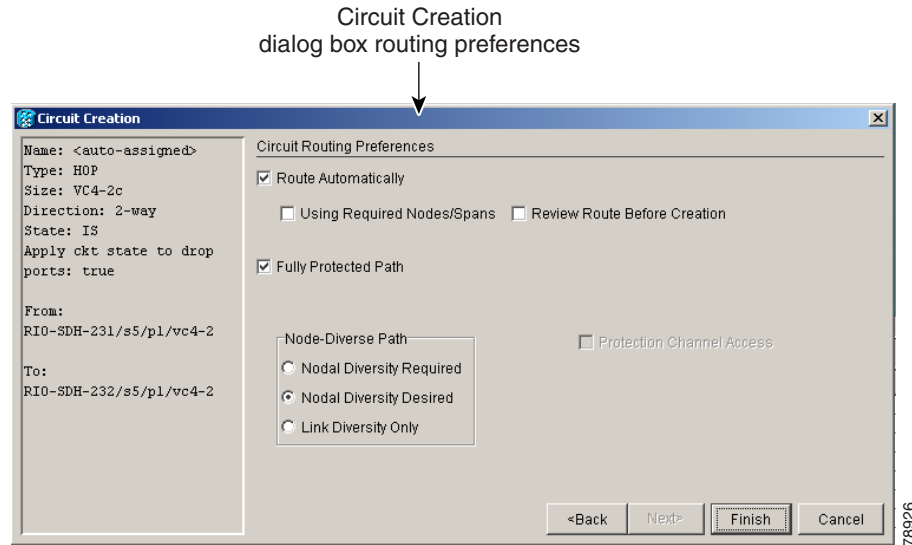 Circuit Creation
dialog box routing preferences
Circuit Creation
Name: <auto-assigned>
Type: HOP
Size: VC4-2c
Direction: 2-way
State: IS
Apply ckt state to drop
ports: true
From:
RIO-SDH-231/s5/p1/vc4-2
To:
RIO-SDH-232/s5/p1/vc4-2
Circuit Routing Preferences
Route Automatically
Using Required Nodes/Spans Review Route Before Creation
Fully Protected Path
Node-Diverse Path
Nodal Diversity Required
Nodal Diversity Desired
Link Diversity Only
Protection Channel Access
<Back Next> Finish Cancel
78926